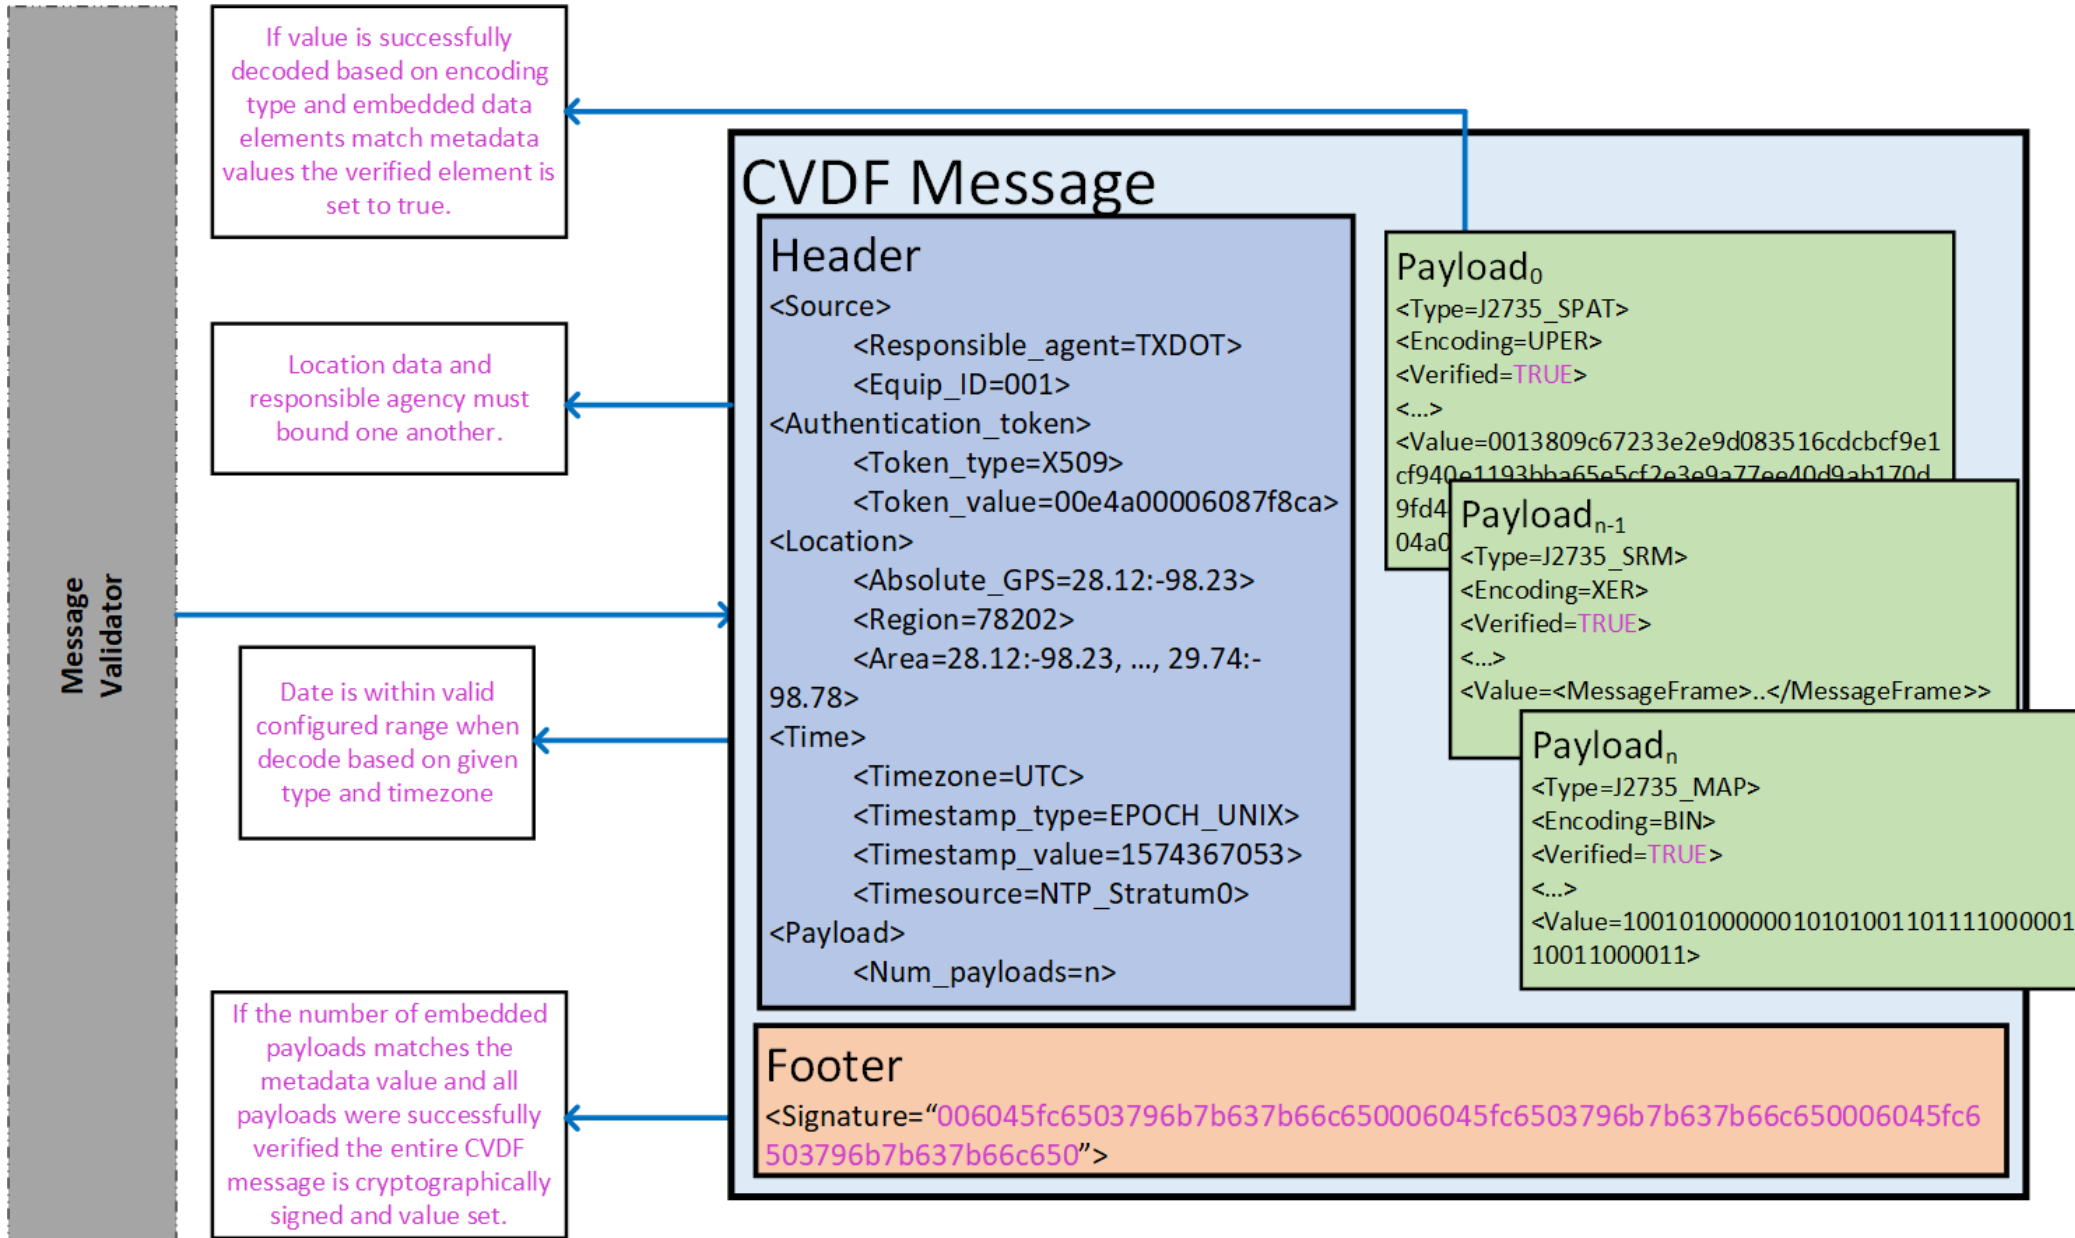 If value is successfully
decoded based on encoding
type and embedded data
elements match metadata
values the verified element is
set to true.
Location data and
responsible agency must
bound one another.
Message
Validator
Date is within valid
configured range when
decode based on given
type and timezone
If the number of embedded
payloads matches the
metadata value and all
payloads were successfully
verified the entire CVDF
message is cryptographically
signed and value set.
CVDF Message
Header
<Source>
<Responsible_agent=TXDOT>
<Equip_ID=001>
<Authentication_token>
<Token_type=X509>
<Token_value=00e4a00006087f8ca>
<Location>
<Absolute_GPS=28.12:-98.23>
<Region=78202>
<Area=28.12:-98.23, ..., 29.74:-
98.78>
<Time>
<Timezone=UTC>
<Timestamp_type=EPOCH_UNIX>
<Timestamp_value=1574367053>
<Timesource=NTP_Stratum0>
<Payload>
<Num_payloads=n>
Payload0
<Type=J2735_SPAT>
<Encoding=UPER>
<Verified=TRUE>
<...>
<Value=0013809c67233e2e9d083516cdcbcf9e1
cf940e1193bba65e5cf2e3e9a77ee40d9ab170d
9fd4
04a0
Payloadn-1
<Type=J2735_SRM>
<Encoding=XER>
<Verified=TRUE>
<...>
<Value=<MessageFrame>..</MessageFrame>>
Payloadn
<Type=J2735_MAP>
<Encoding=BIN>
<Verified=TRUE>
<...>
<Value=1001010000001010100110111100001
10011000011>
Footer
<Signature=“006045fc6503796b7b637b66c650006045fc6503796b7b637b66c650006045fc6
503796b7b637b66c650”>